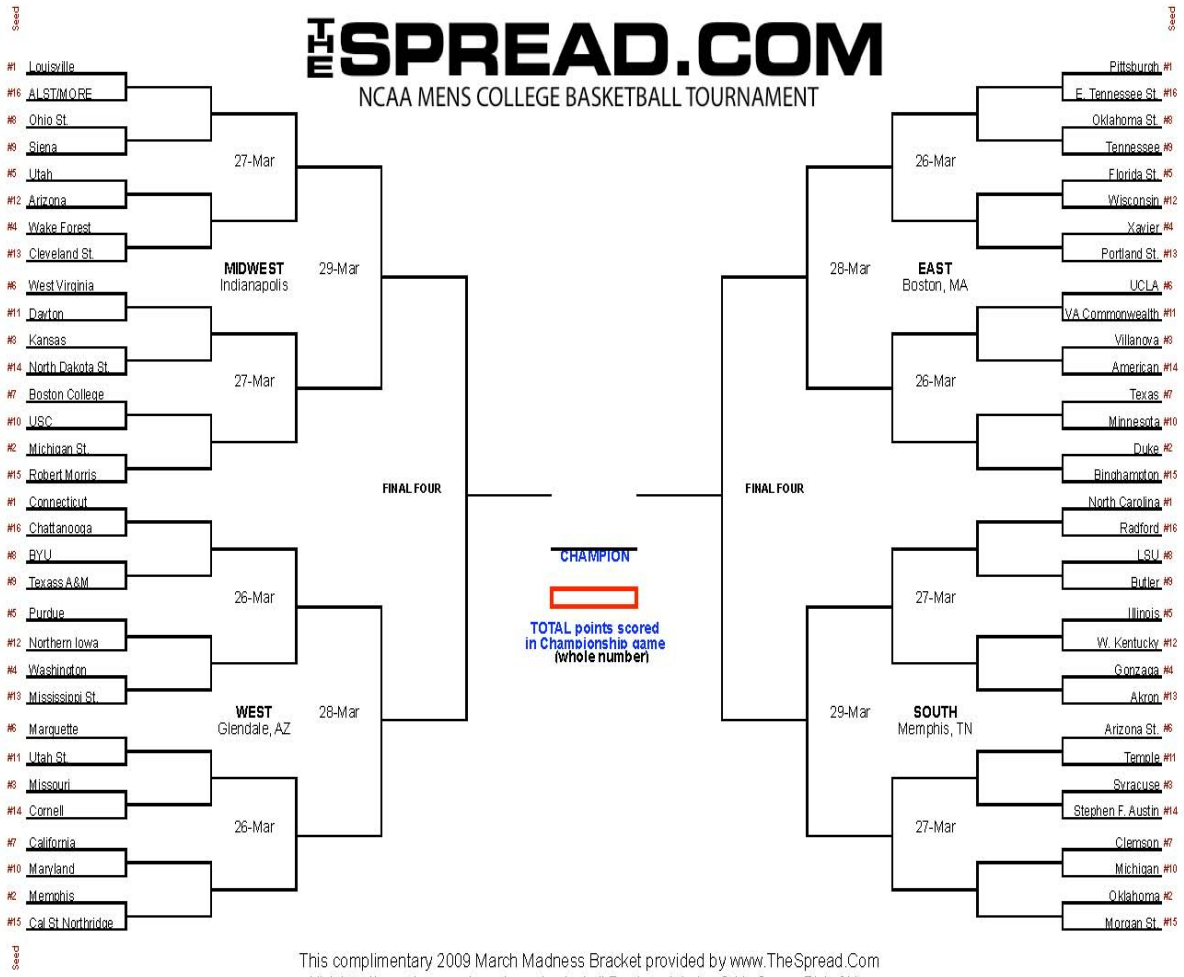 THE SPREAD.COM
NCAA MENS COLLEGE BASKETBALL TOURNAMENT
Seed
#1 Louisville
#16 ALST/MORE
#8 Ohio St.
#9 Siena
#5 Utah
#12 Arizona
#4 Wake Forest
#13 Cleveland St.
#6 West Virginia
#11 Dayton
#3 Kansas
#14 North Dakota St.
#7 Boston College
#10 USC
#2 Michigan St.
#15 Robert Morris
27-Mar
MIDWEST
Indianapolis
29-Mar
27-Mar
#1 Connecticut
#16 Chattanooga
#8 BYU
#9 Texass A&M
#5 Purdue
#12 Northern Iowa
#4 Washington
#13 Mississippi St.
#6 Marquette
#11 Utah St.
#3 Missouri
#14 Cornell
#7 California
#10 Maryland
#2 Memphis
#15 Cal St Northridge
Seed
26-Mar
WEST
Glendale, AZ
28-Mar
26-Mar
FINAL FOUR
CHAMPION
TOTAL points scored
in Championship game
(whole number)
FINAL FOUR
Seed
Pittsburgh #1
E. Tennessee St. #16
Oklahoma St. #8
Tennessee #9
Florida St. #5
Wisconsin #12
Xavier #4
Portland St. #13
UCLA #6
VA Commonwealth #11
Villanova #3
American #14
Texas #7
Minnesota #10
Duke #2
Binghampton #15
26-Mar
28-Mar
EAST
Boston, MA
26-Mar
North Carolina #1
Radford #16
LSU #8
Butler #9
Illinois #5
W. Kentucky #12
Gonzaga #4
Akron #13
Arizona St. #6
Temple #11
Syracuse #3
Stephen F. Austin #14
Clemson #7
Michigan #10
Oklahoma #2
Morgan St. #15
27-Mar
29-Mar
SOUTH
Memphis, TN
27-Mar
This complimentary 2009 March Madness Bracket provided by www.TheSpread.Com